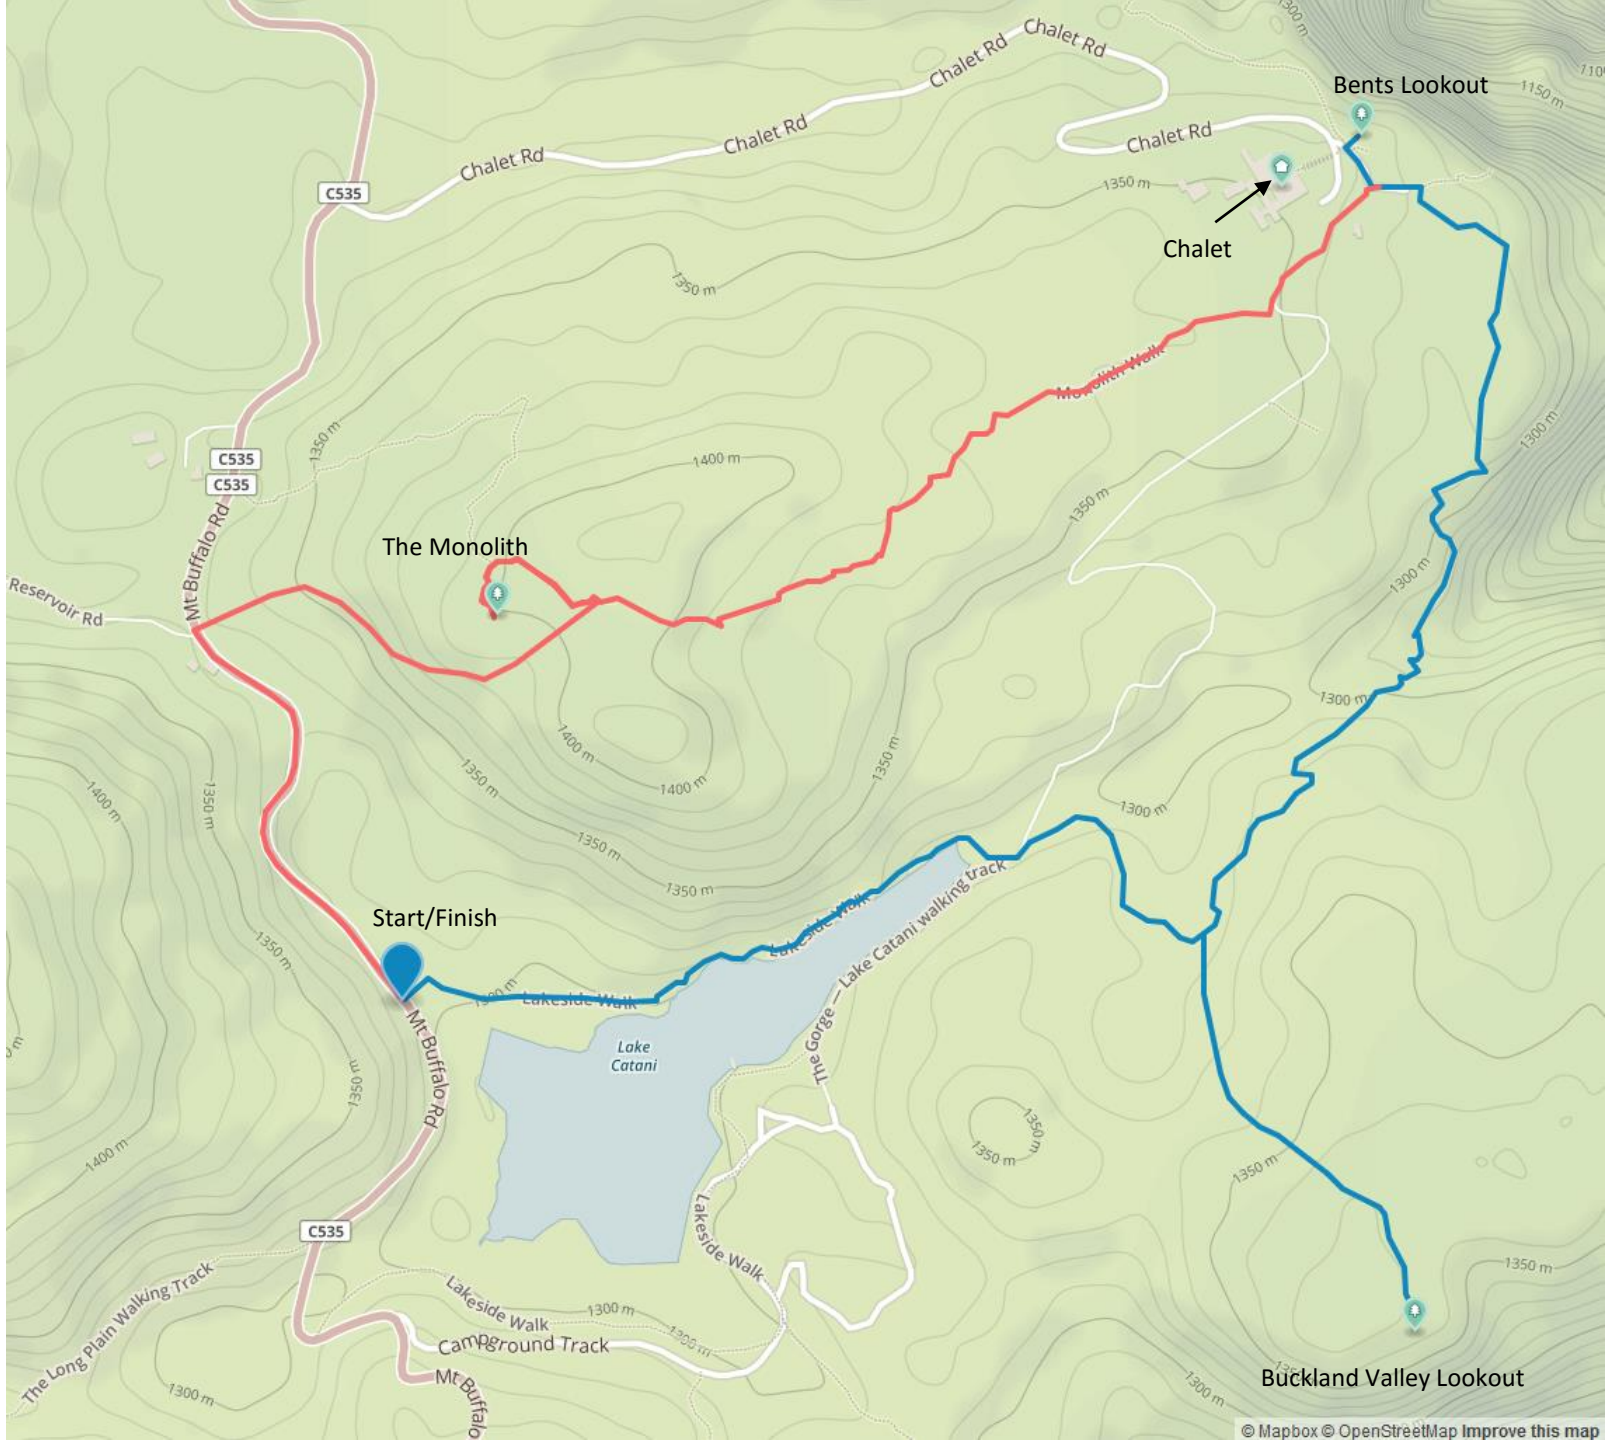 1300 m
Chalet Rd
Chalet Rd
Bents Lookout
1150 m
Chalet Rd
Chalet Rd
Chalet Rd
C535
1350 m
Chalet
1350 m
Monolith Walk
1350 m
1300 m
C535
1400 m
C535
1350 m
Mt Buffalo Rd
The Monolith
1300 m
Reservoir Rd
1300 m
1400 m
1350 m
1350 m
1400 m
1400 m
1350 m
1300 m
1350 m
1350 m
Lakeside Walk
The Gorge — Lake Catani walking track
Start/Finish
1350 m
1300 m
Lakeside Walk
Mt Buffalo Rd
Lake
Catani
1350 m
1350 m
1350 m
1400 m
1350 m
C535
Lakeside Walk
1350 m
The Long Plain Walking Track
Lakeside Walk
1300 m
1300 m
Campground Track
Mt Buffalo
1300 m
Buckland Valley Lookout
1300 m
© Mapbox © OpenStreetMap Improve this map